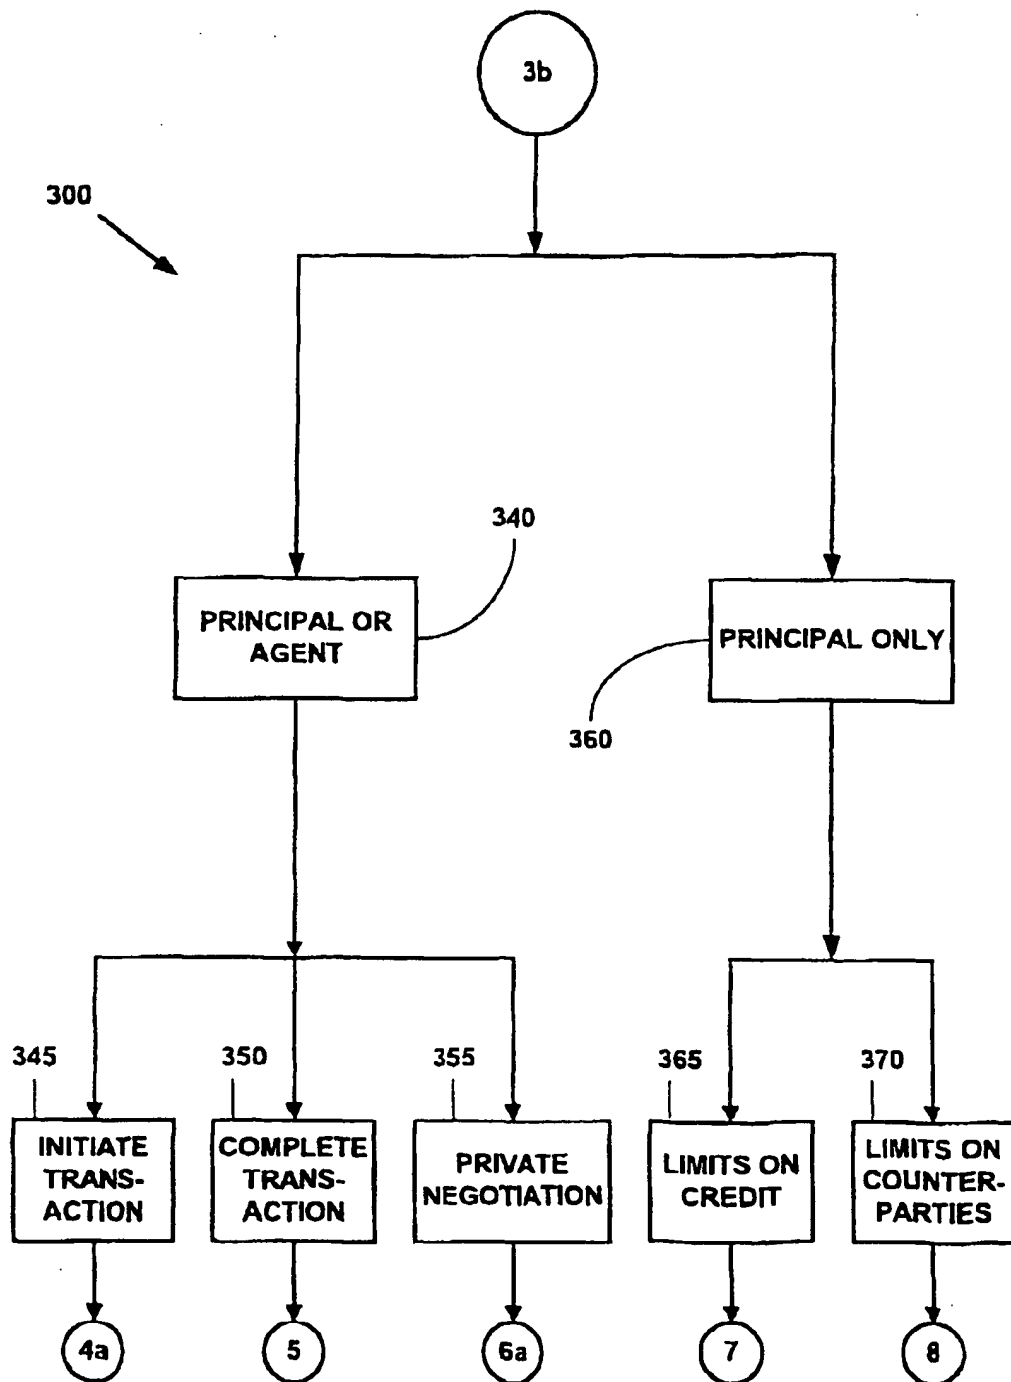 3b
300
340
PRINCIPAL OR
AGENT
PRINCIPAL ONLY
360
345
350
355
365
370
INITIATE
TRANS-
ACTION
COMPLETE
TRANS-
ACTION
PRIVATE
NEGOTIATION
LIMITS ON
CREDIT
LIMITS ON
COUNTER-
PARTIES
4a
5
6a
7
8